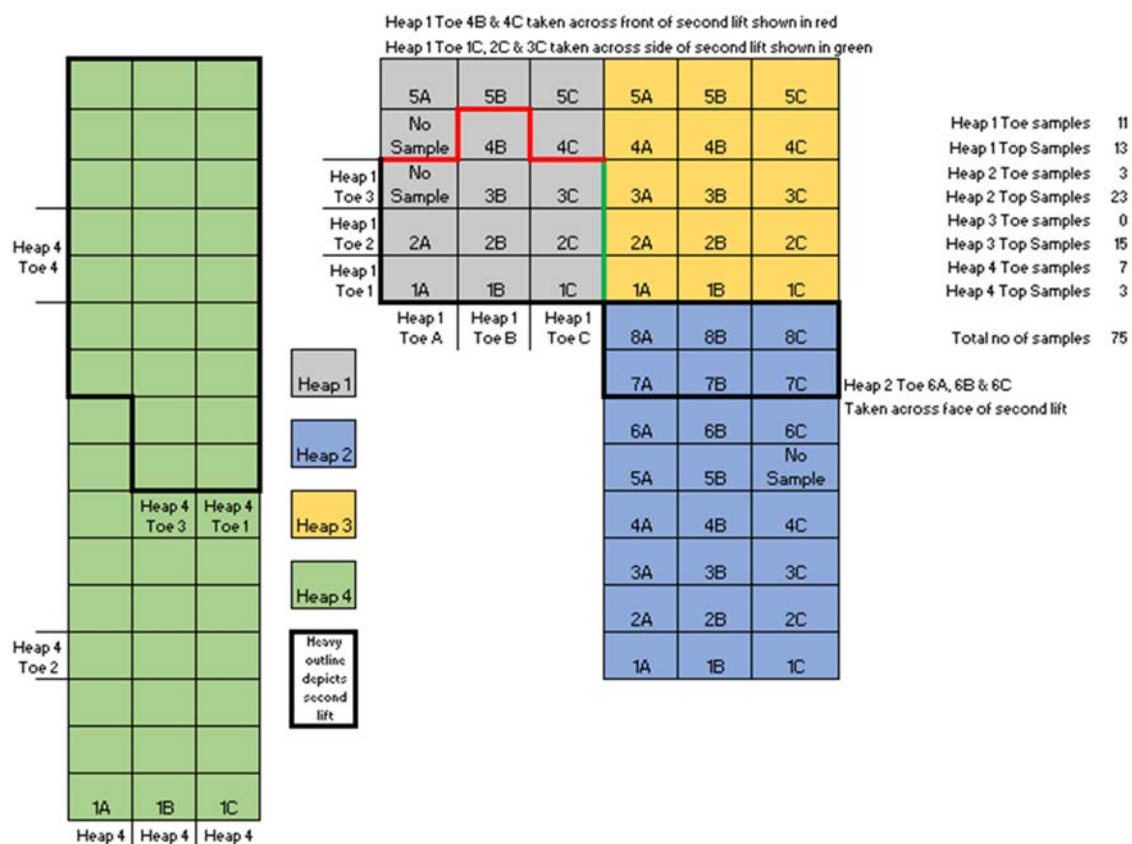 Heap 1 Toe 4B & 4C taken across front of second lift shown in red
Heap 1 Toe 1C, 2C & 3C taken across side of second lift shown in green
5A 5B 5C 5A 5B 5C
No
Sample 4B 4C 4A 4B 4C
No
Sample 3B 3C 3A 3B 3C
2A 2B 2C 2A 2B 2C
1A 1B 1C 1A 1B 1C
Heap 1
Toe 3
Heap 1
Toe 2
Heap 1
Toe 1
Heap 1
Toe A
Heap 1
Toe B
Heap 1
Toe C
8A 8B 8C
7A 7B 7C
6A 6B 6C
5A 5B No
Sample
4A 4B 4C
3A 3B 3C
2A 2B 2C
1A 1B 1C
Heap 2 Toe 6A, 6B & 6C
Taken across face of second lift
Heap 1 Toe samples 11
Heap 1 Top Samples 13
Heap 2 Toe samples 3
Heap 2 Top Samples 23
Heap 3 Toe samples 0
Heap 3 Top Samples 15
Heap 4 Toe samples 7
Heap 4 Top Samples 3
Total no of samples 75
Heap 4
Toe 4
Heap 4
Toe 3
Heap 4
Toe 1
Heap 4
Toe 2
1A 1B 1C
Heap 4 Heap 4 Heap 4
Heap 1
Heap 2
Heap 3
Heap 4
Heavy
outline
depicts
second
lift